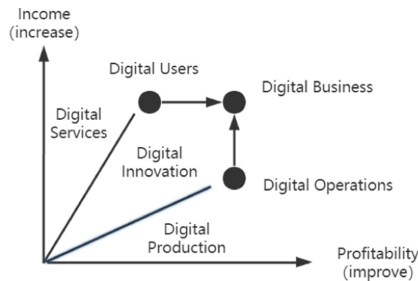 Income
(increase)
Digital Users
Digital Business
Digital
Services
Digital
Innovation
Digital Operations
Digital
Production
Profitability
(improve)